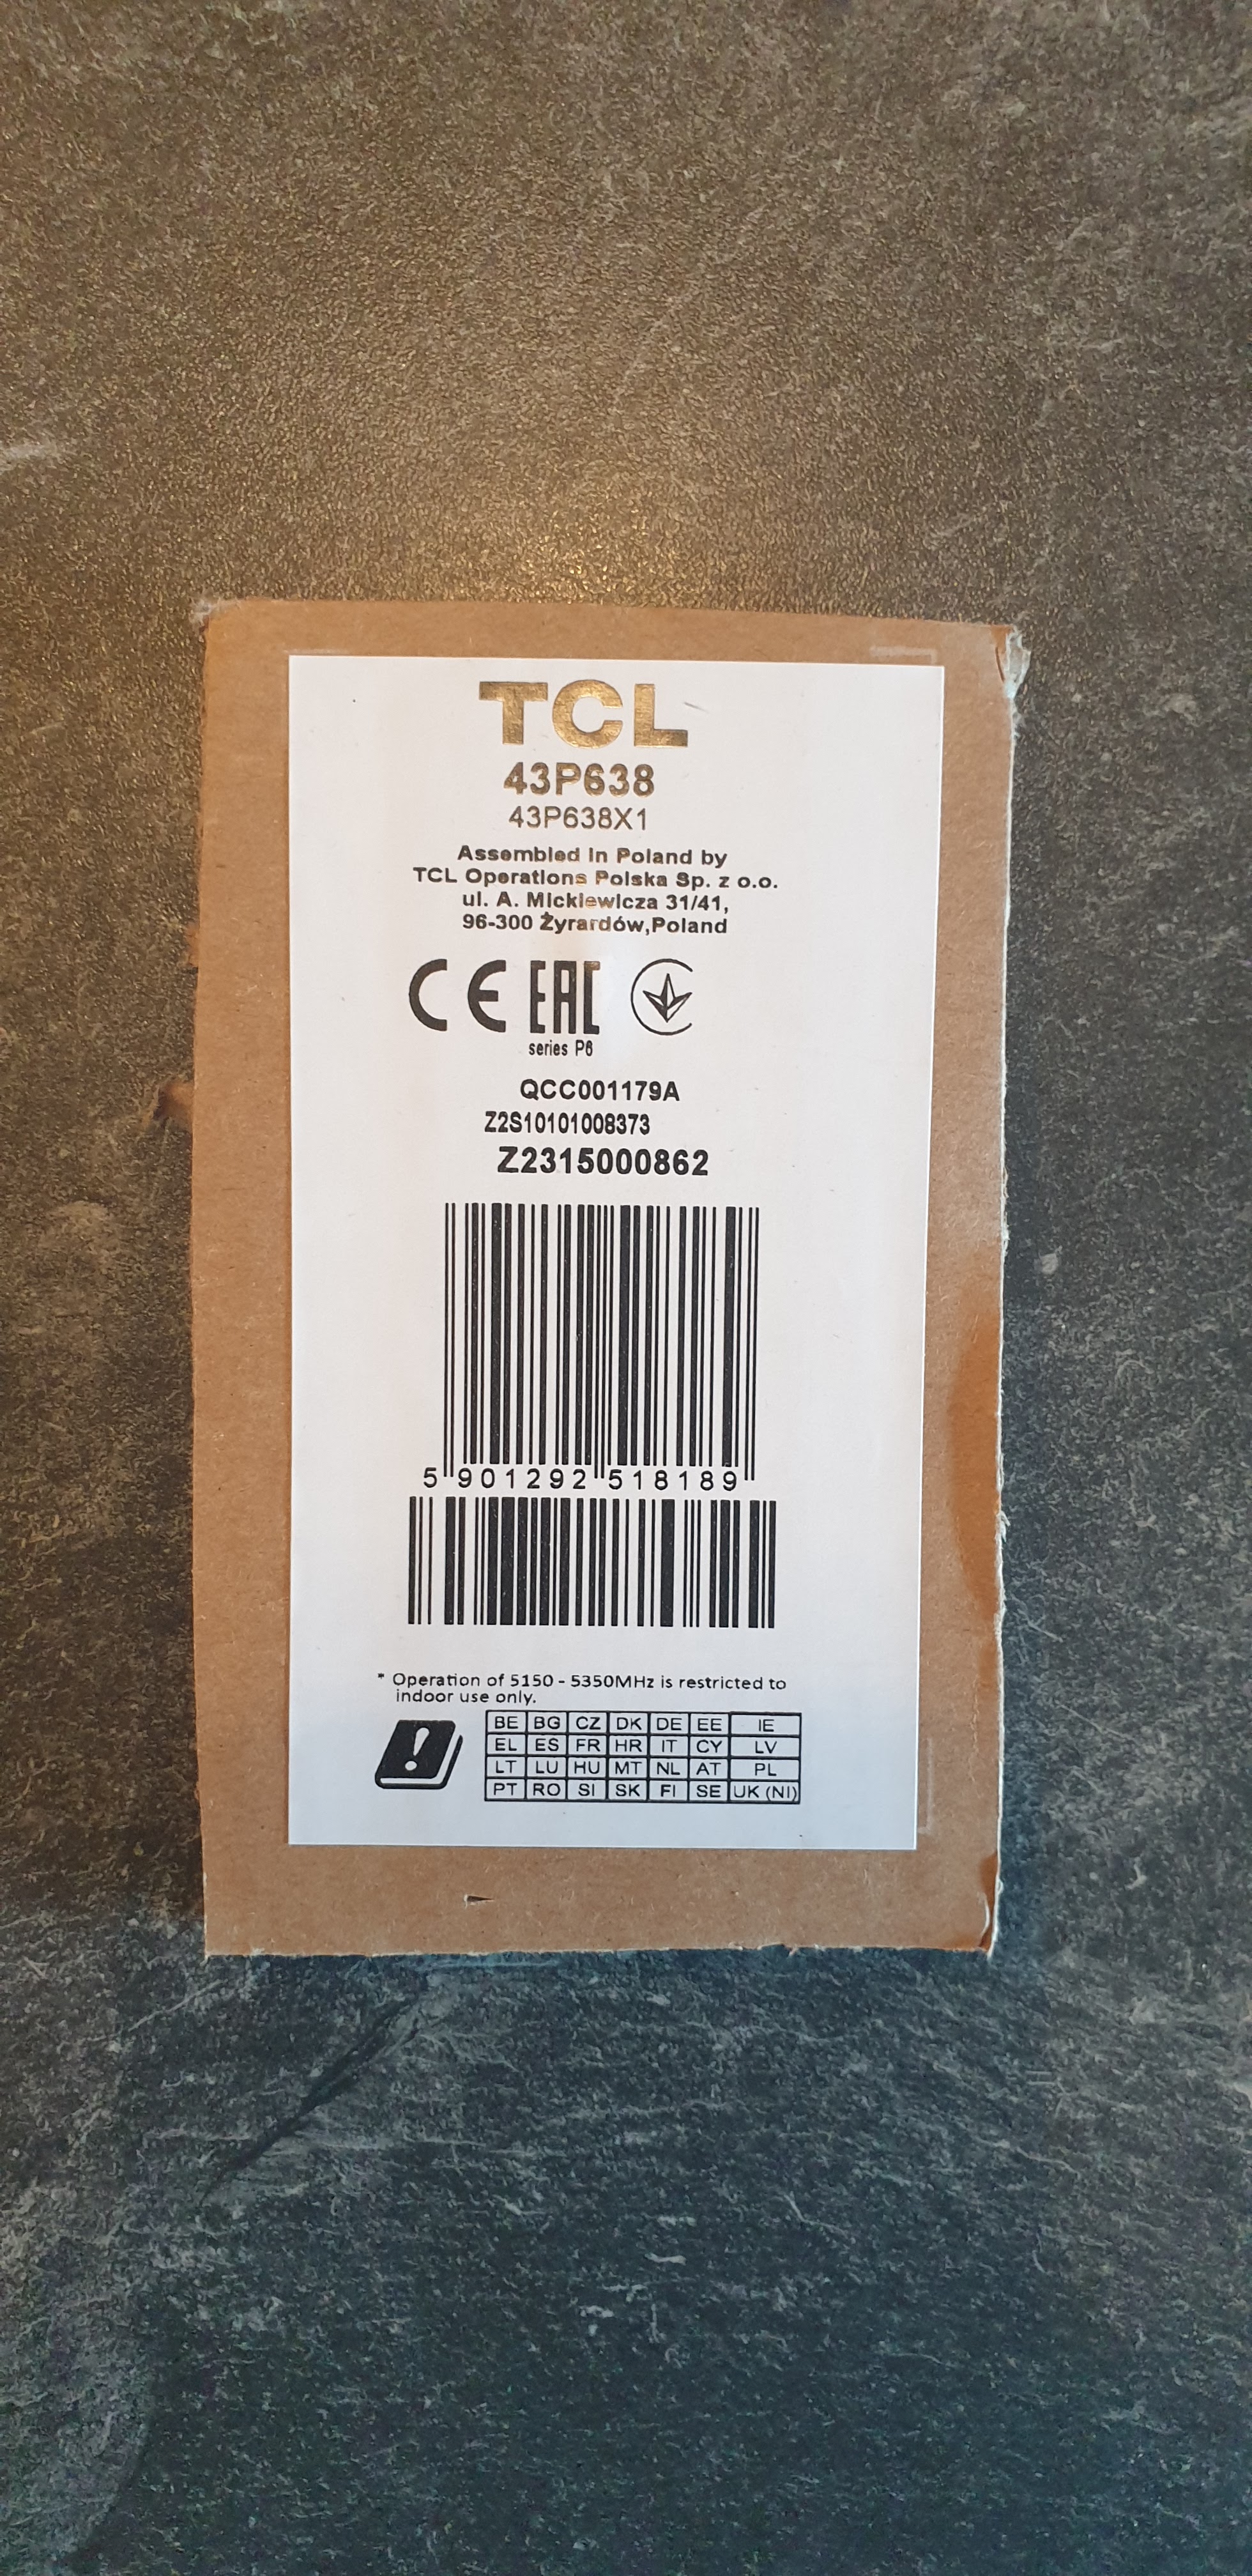 TCL
43P638
43P638X1
Assembled in Poland by
TCL Operations Polska Sp. z o.o.
ul. A. Mickiewicza 31/41,
96-300 Żyrardów,Poland
CE EAC
series P6
QCC001179A
Z2S10101008373
Z2315000862
5 901292 518189
* Operation of 5150 - 5350MHz is restricted to
indoor use only.
BE BG CZ DK DE EE IE
EL ES FR HR IT CY LV
LT LU HU MT NL AT PL
PT RO SI SK FI SE UK (NI)